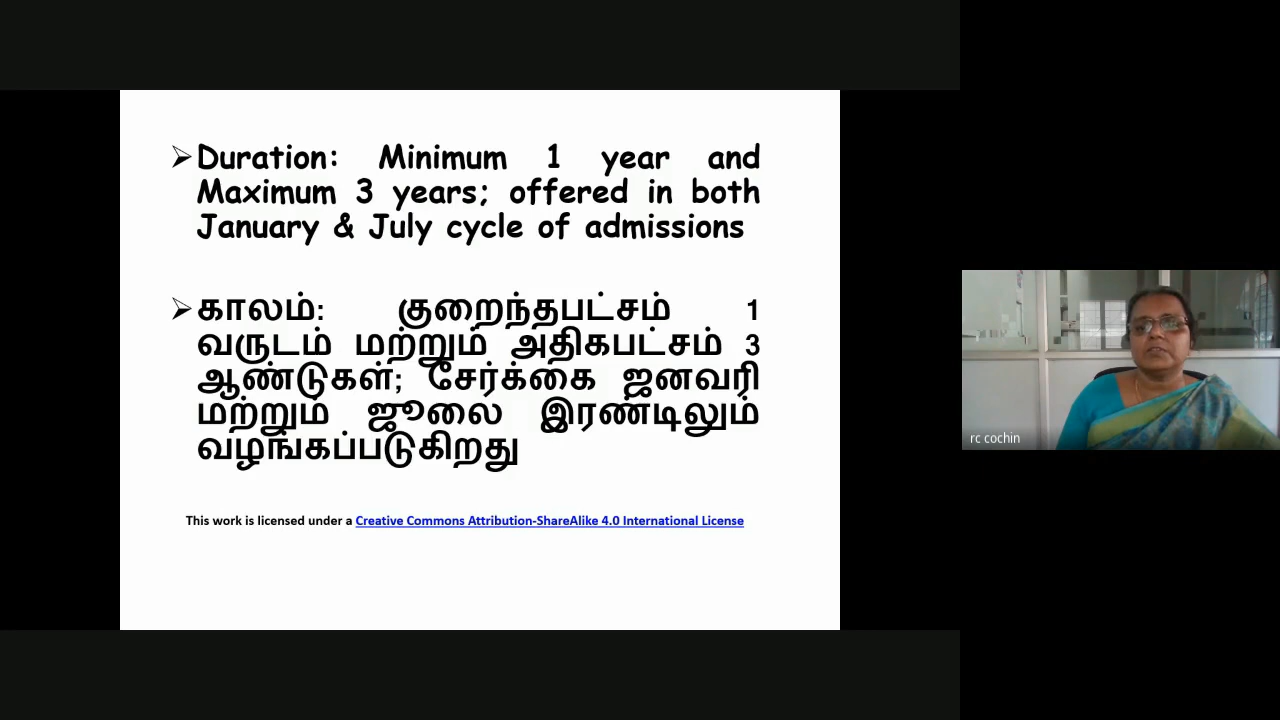 ➢Duration: Minimum 1 year and
Maximum 3 years; offered in both
January & July cycle of admissions
➢காலம்: குறைந்தபட்சம் 1
வருடம் மற்றும் அதிகபட்சம் 3
ஆண்டுகள்; சேர்க்கை ஜனவரி
மற்றும் ஜூலை இரண்டிலும்
வழங்கப்படுகிறது
This work is licensed under a Creative Commons Attribution-ShareAlike 4.0 International License
rc cochin